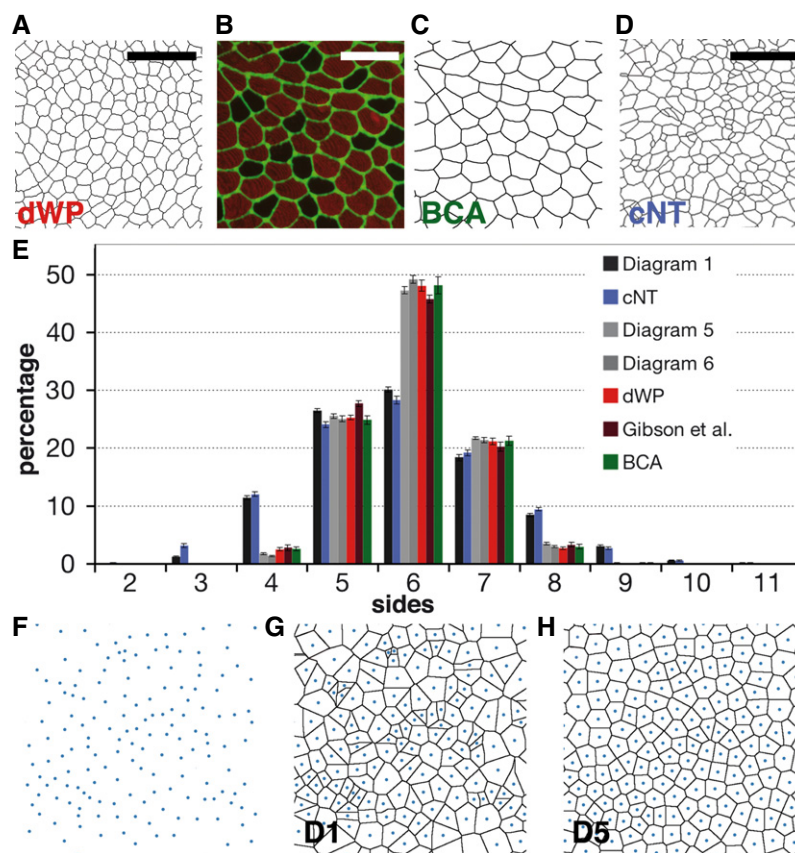 A
B
C
D
dWP
BCA
cNT
E
50
40
30
20
10
0
percentage
Diagram 1
cNT
Diagram 5
Diagram 6
dWP
Gibson et al.
BCA
2 3 4 5 6 7 8 9 10 11
sides
F
G
H
D1
D5